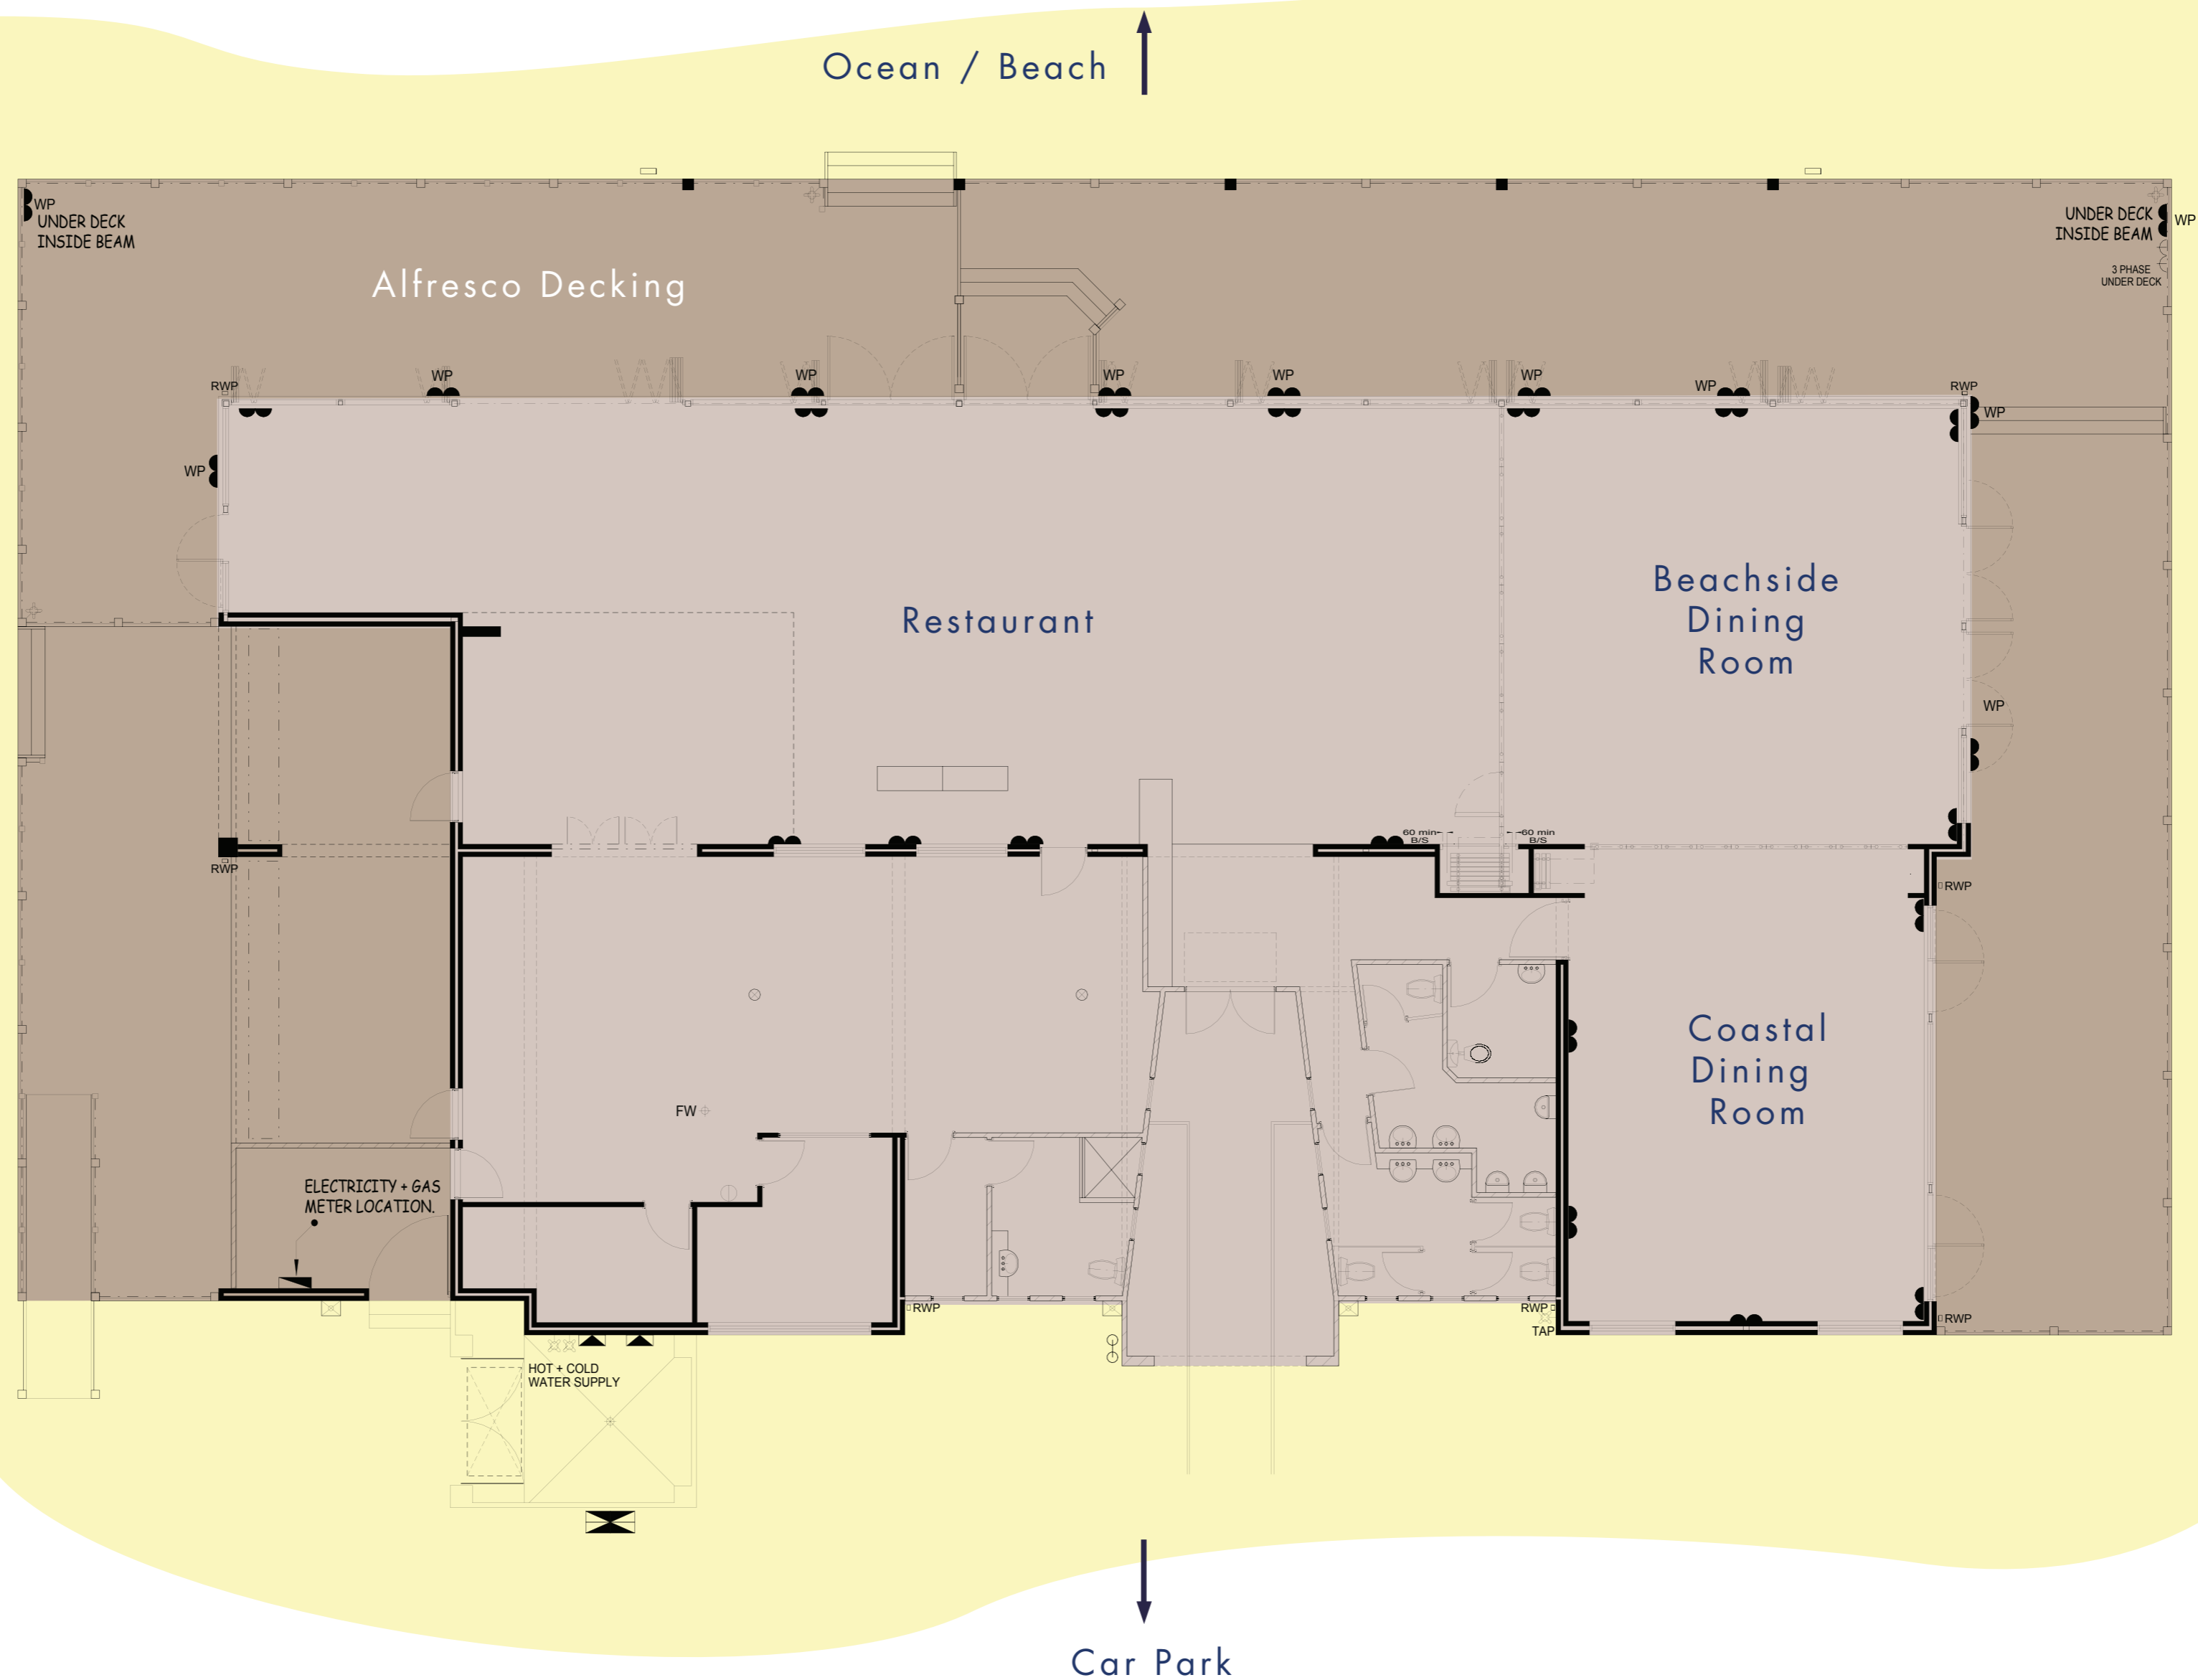 Ocean / Beach
WP
UNDER DECK
INSIDE BEAM
UNDER DECK
INSIDE BEAM
WP
3 PHASE
UNDER DECK
Alfresco Decking
RWP
WP
WP
WP
WP
WP
WP
RWP
WP
WP
Beachside
Dining
Room
Restaurant
WP
60 min
B/S
60 min
B/S
RWP
RWP
Coastal
Dining
Room
FW
ELECTRICITY + GAS
METER LOCATION.
RWP
RWP
TAP
RWP
HOT + COLD
WATER SUPPLY
Car Park